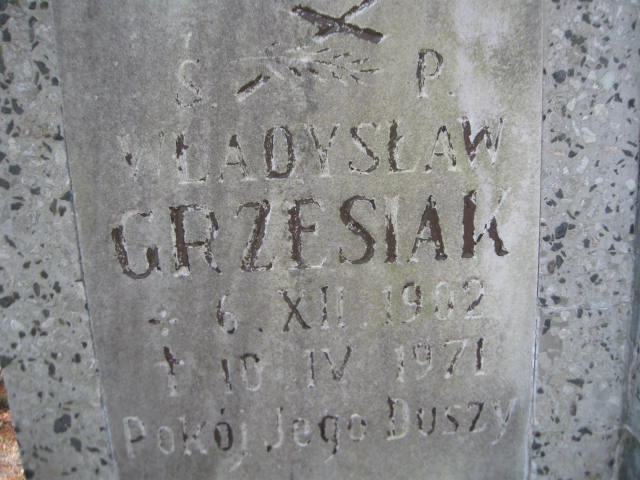 Ś. P.
WŁADYSŁAW
GRZESIAK
* 6. XII 1902
† 10 IV 1971
Pokój Jego Duszy